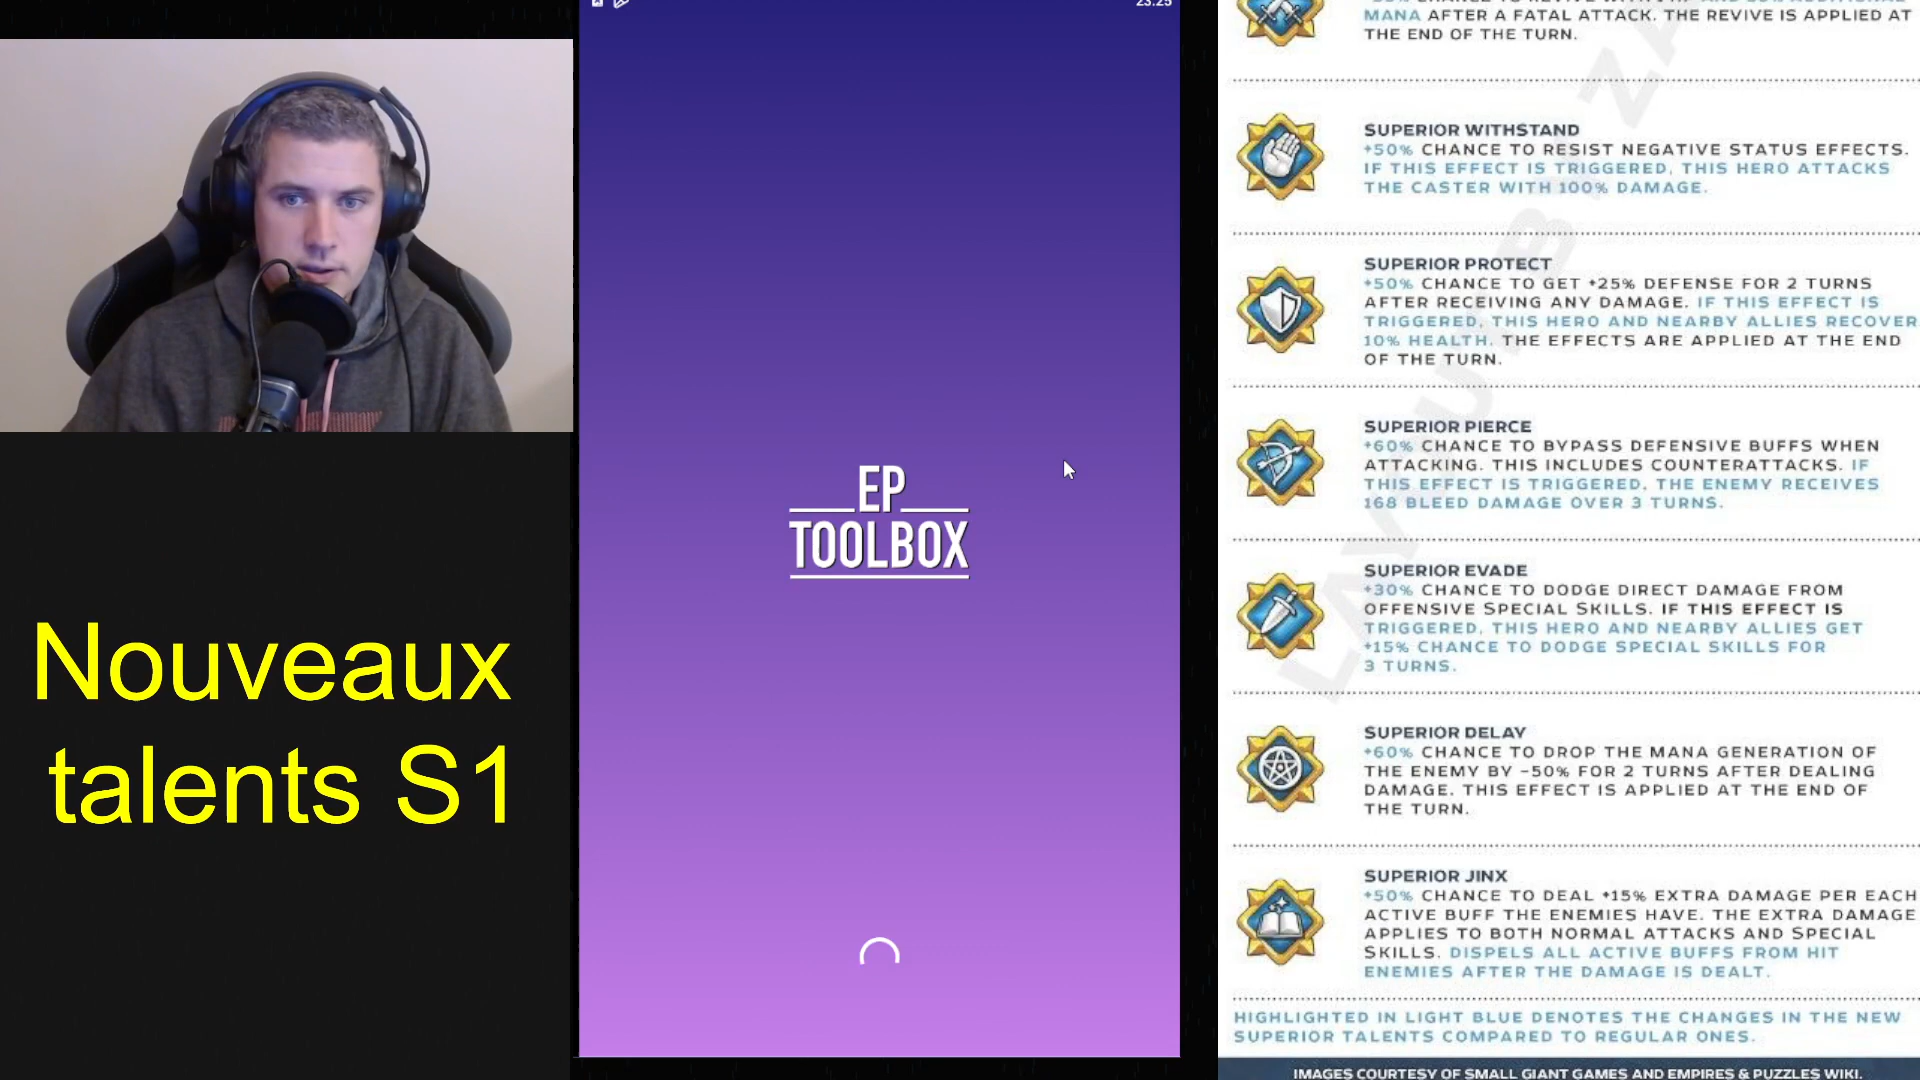 23:25
MANA AFTER A FATAL ATTACK. THE REVIVE IS APPLIED AT
THE END OF THE TURN.
SUPERIOR WITHSTAND
+50% CHANCE TO RESIST NEGATIVE STATUS EFFECTS.
IF THIS EFFECT IS TRIGGERED, THIS HERO ATTACKS
THE CASTER WITH 100% DAMAGE.
SUPERIOR PROTECT
+50% CHANCE TO GET +25% DEFENSE FOR 2 TURNS
AFTER RECEIVING ANY DAMAGE. IF THIS EFFECT IS
TRIGGERED, THIS HERO AND NEARBY ALLIES RECOVER
10% HEALTH. THE EFFECTS ARE APPLIED AT THE END
OF THE TURN.
SUPERIOR PIERCE
+60% CHANCE TO BYPASS DEFENSIVE BUFFS WHEN
ATTACKING. THIS INCLUDES COUNTERATTACKS. IF
THIS EFFECT IS TRIGGERED, THE ENEMY RECEIVES
168 BLEED DAMAGE OVER 3 TURNS.
EP
TOOLBOX
SUPERIOR EVADE
+30% CHANCE TO DODGE DIRECT DAMAGE FROM
OFFENSIVE SPECIAL SKILLS. IF THIS EFFECT IS
TRIGGERED, THIS HERO AND NEARBY ALLIES GET
+15% CHANCE TO DODGE SPECIAL SKILLS FOR
3 TURNS.
Nouveaux
talents S1
SUPERIOR DELAY
+60% CHANCE TO DROP THE MANA GENERATION OF
THE ENEMY BY -50% FOR 2 TURNS AFTER DEALING
DAMAGE. THIS EFFECT IS APPLIED AT THE END OF
THE TURN.
SUPERIOR JINX
+50% CHANCE TO DEAL +15% EXTRA DAMAGE PER EACH
ACTIVE BUFF THE ENEMIES HAVE. THE EXTRA DAMAGE
APPLIES TO BOTH NORMAL ATTACKS AND SPECIAL
SKILLS. DISPELS ALL ACTIVE BUFFS FROM HIT
ENEMIES AFTER THE DAMAGE IS DEALT.
HIGHLIGHTED IN LIGHT BLUE DENOTES THE CHANGES IN THE NEW
SUPERIOR TALENTS COMPARED TO REGULAR ONES.
IMAGES COURTESY OF SMALL GIANT GAMES AND EMPIRES & PUZZLES WIKI.